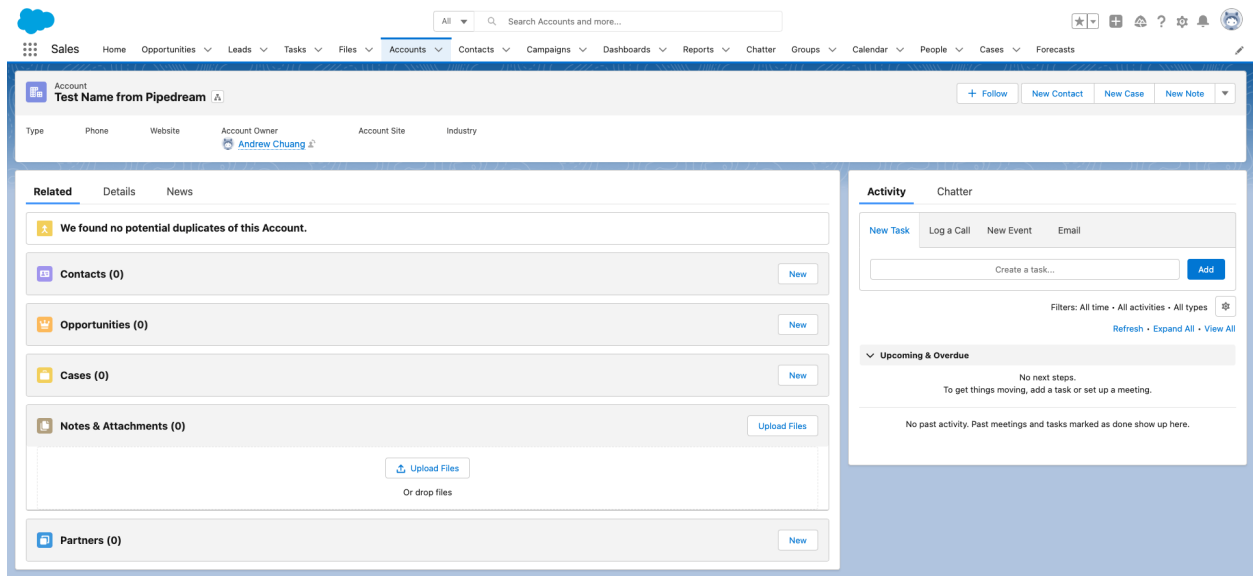 All
Search Accounts and more...
Sales
Home
Opportunities
Leads
Tasks
Files
Accounts
Contacts
Campaigns
Dashboards
Reports
Chatter
Groups
Calendar
People
Cases
Forecasts
Account
Test Name from Pipedream
+ Follow
New Contact
New Case
New Note
Type
Phone
Website
Account Owner
Account Site
Industry
Andrew Chuang
Related
Details
News
We found no potential duplicates of this Account.
Contacts (0)
New
Opportunities (0)
New
Cases (0)
New
Notes & Attachments (0)
Upload Files
Upload Files
Or drop files
Partners (0)
New
Activity
Chatter
New Task
Log a Call
New Event
Email
Create a task...
Add
Filters: All time • All activities • All types
Refresh • Expand All • View All
Upcoming & Overdue
No next steps.
To get things moving, add a task or set up a meeting.
No past activity. Past meetings and tasks marked as done show up here.